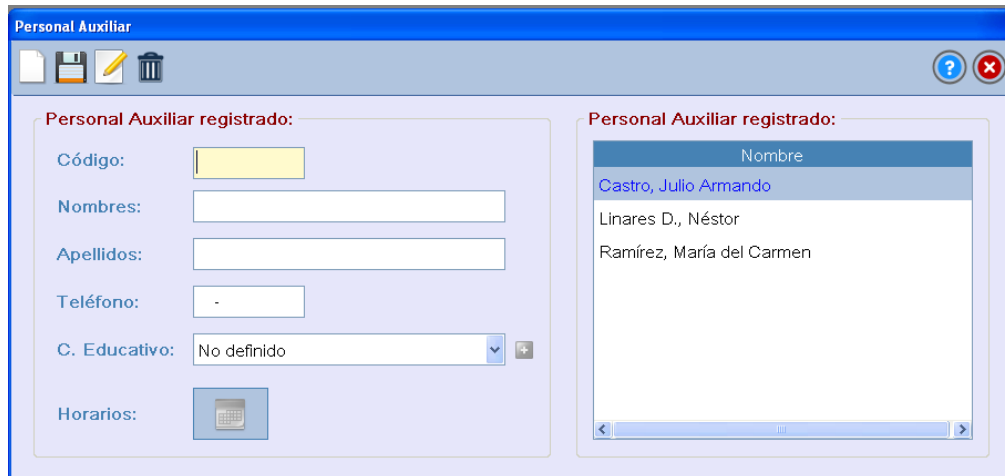 Personal Auxiliar
Personal Auxiliar registrado:
Código:
Nombres:
Apellidos:
Teléfono:
-
C. Educativo:
No definido
Horarios:
Personal Auxiliar registrado:
Nombre
Castro, Julio Armando
Linares D., Néstor
Ramírez, María del Carmen